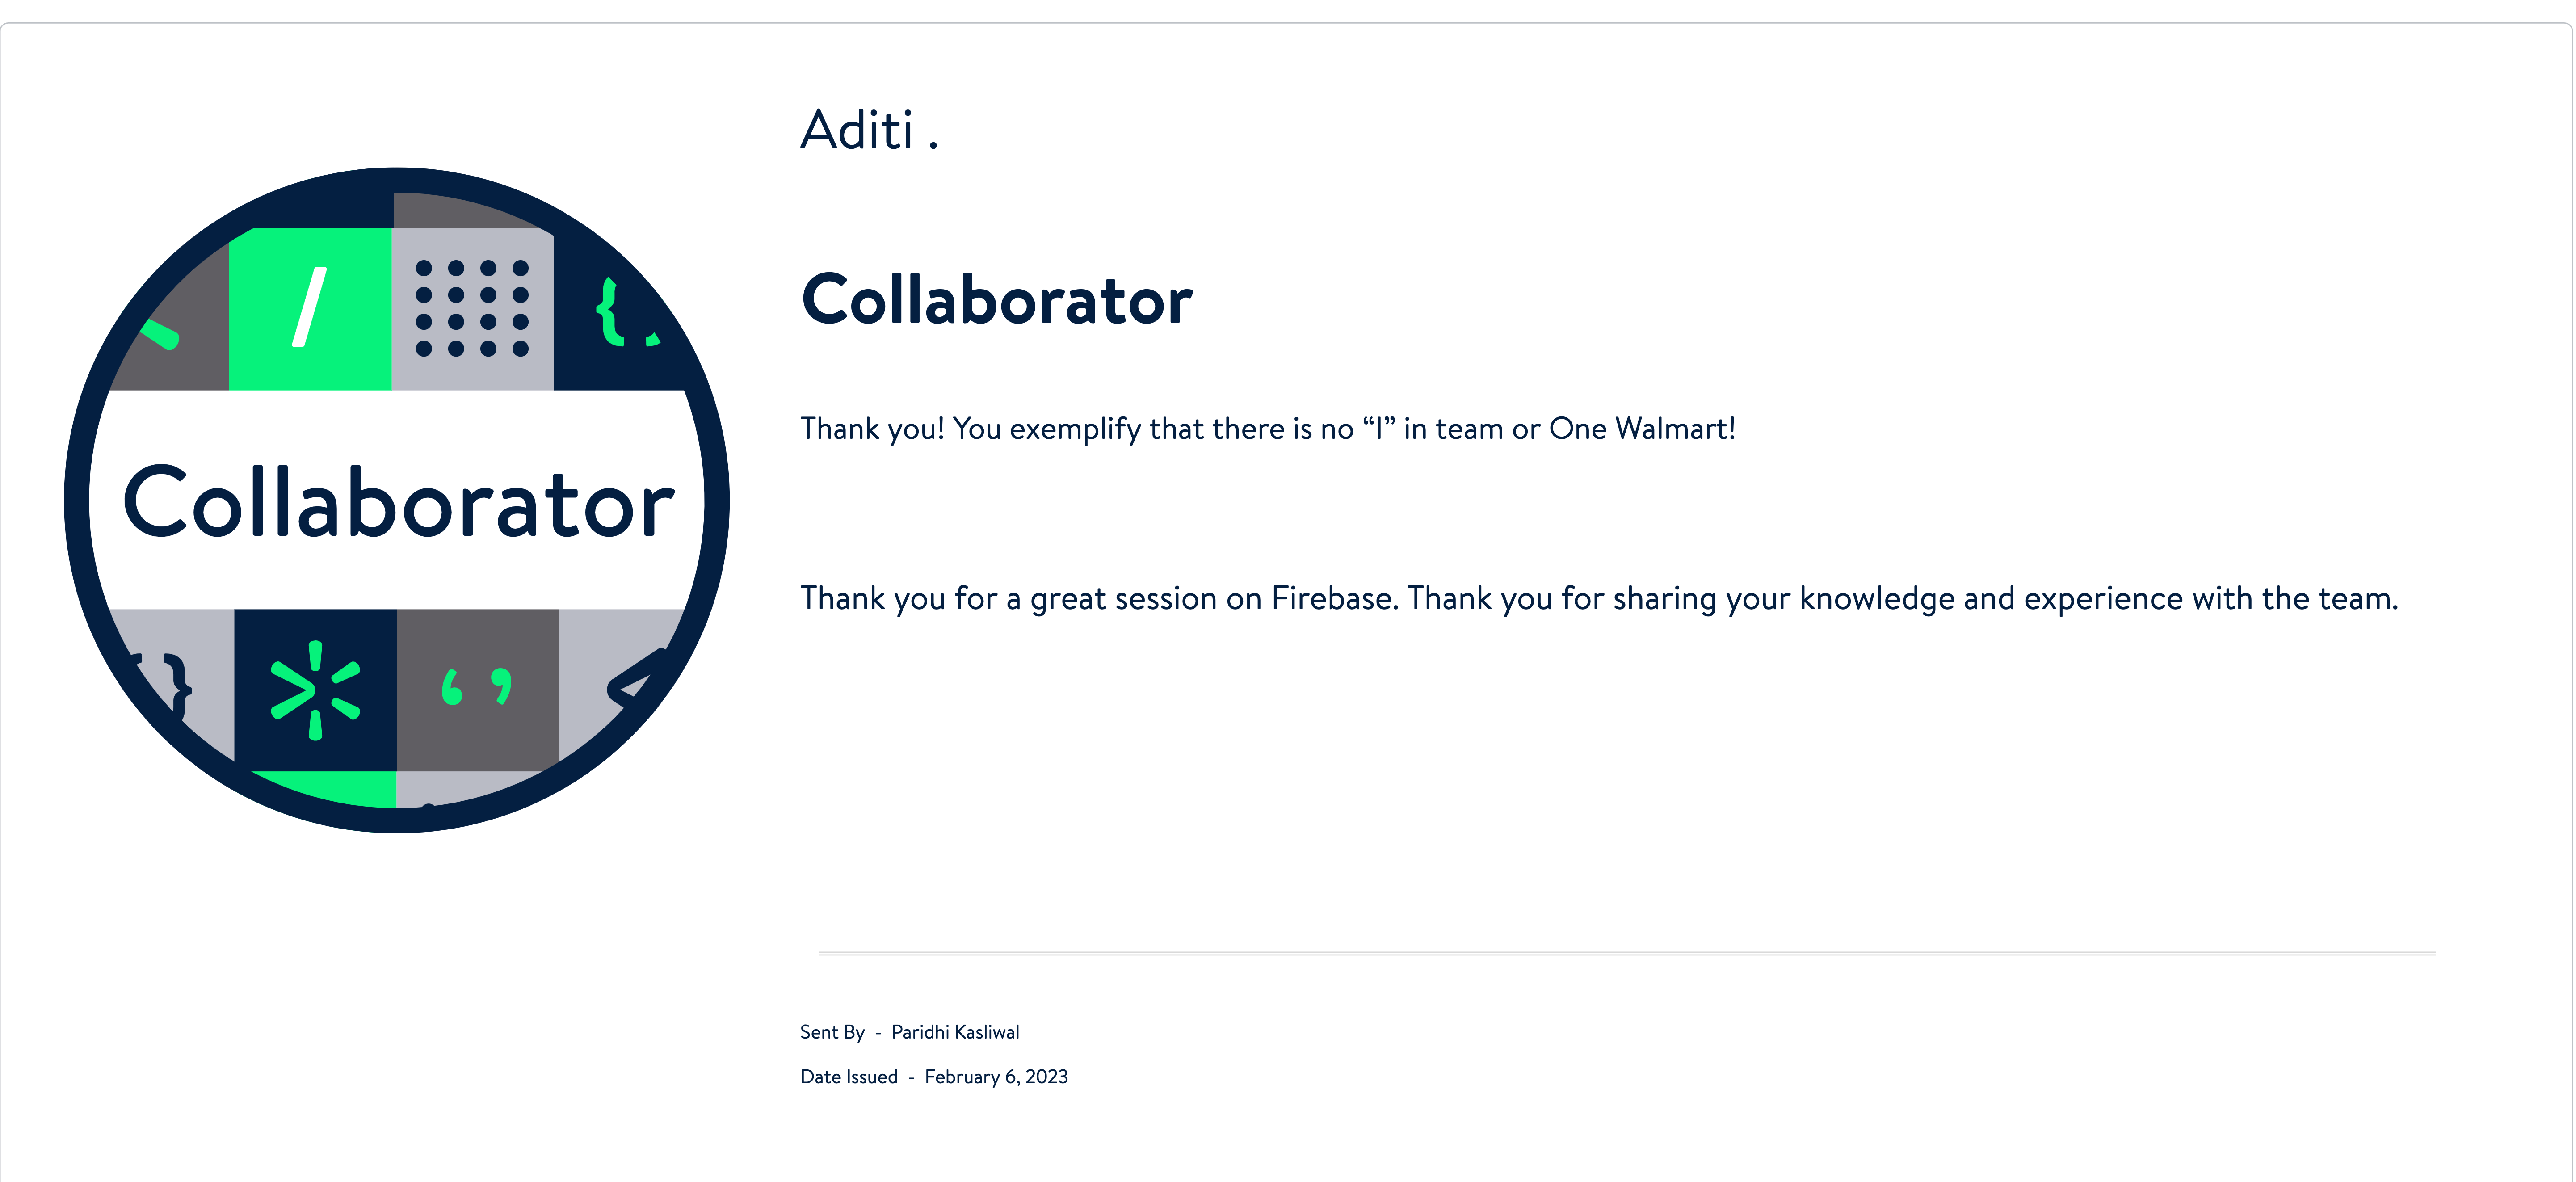 Aditi .
Collaborator
Thank you! You exemplify that there is no “I” in team or One Walmart!
Collaborator
Thank you for a great session on Firebase. Thank you for sharing your knowledge and experience with the team.
Sent By - Paridhi Kasliwal
Date Issued - February 6, 2023